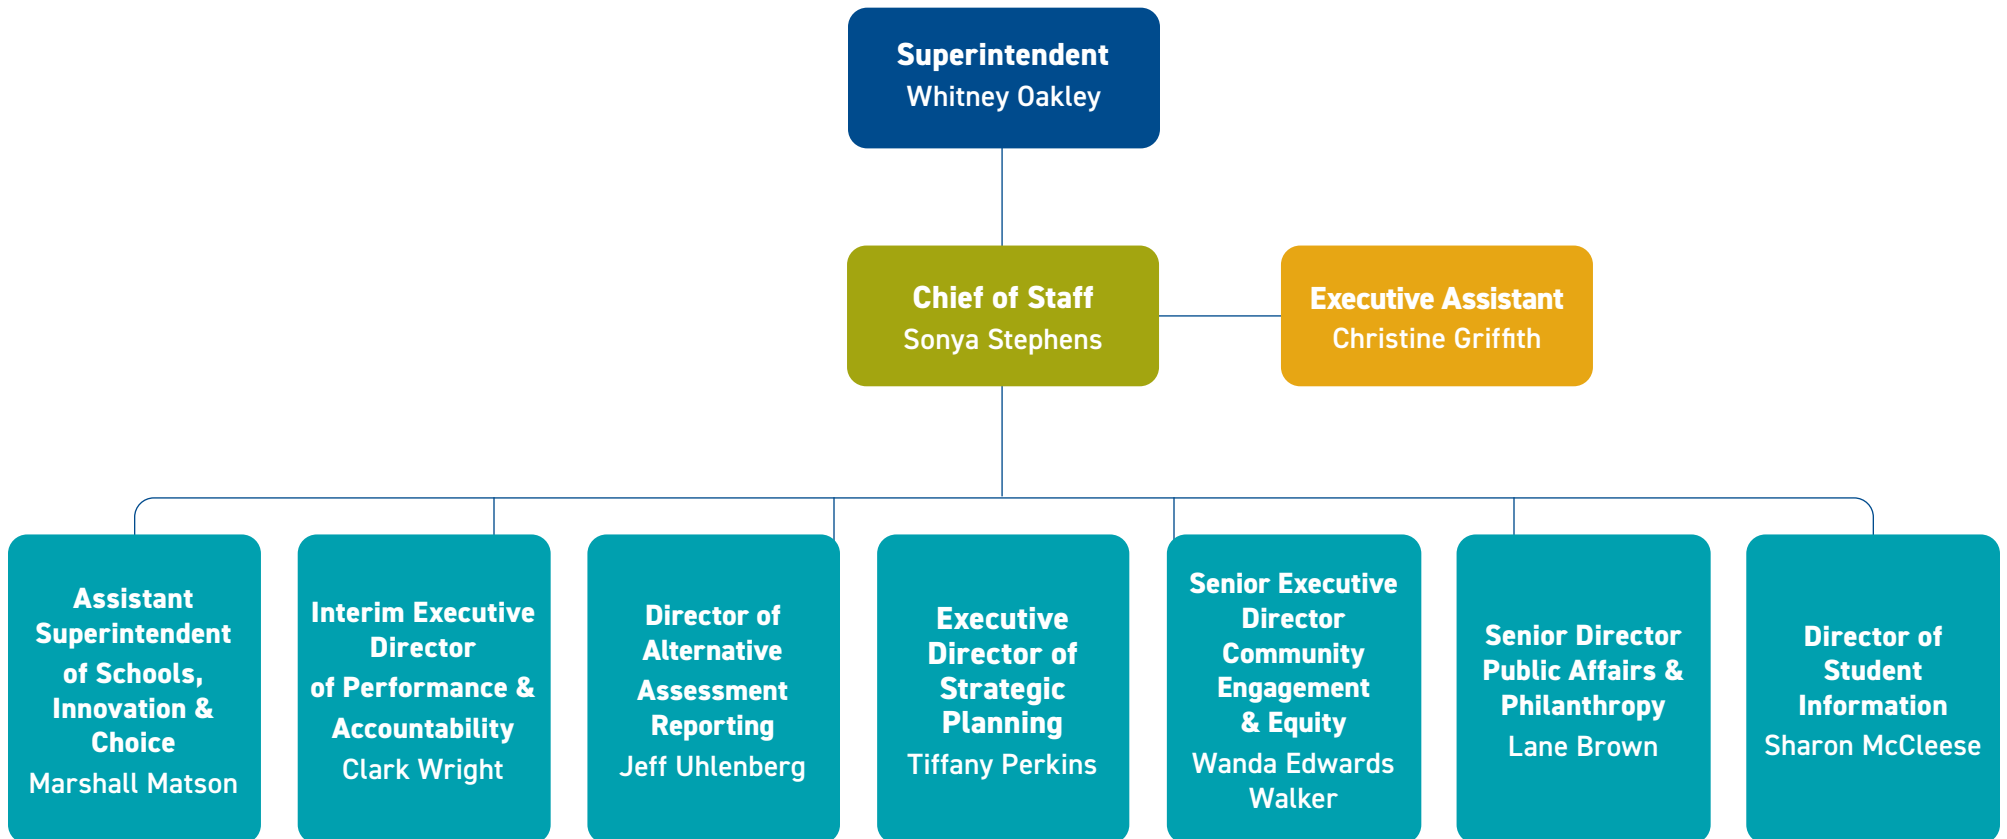 Superintendent
Whitney Oakley
Chief of Staff
Sonya Stephens
Executive Assistant
Christine Griffith
Assistant
Superintendent
of Schools,
Innovation &
Choice
Marshall Matson
Interim Executive
Director
of Performance &
Accountability
Clark Wright
Director of
Alternative
Assessment
Reporting
Jeff Uhlenberg
Executive
Director of
Strategic
Planning
Tiffany Perkins
Senior Executive
Director
Community
Engagement
& Equity
Wanda Edwards
Walker
Senior Director
Public Affairs &
Philanthropy
Lane Brown
Director of
Student
Information
Sharon McCleese